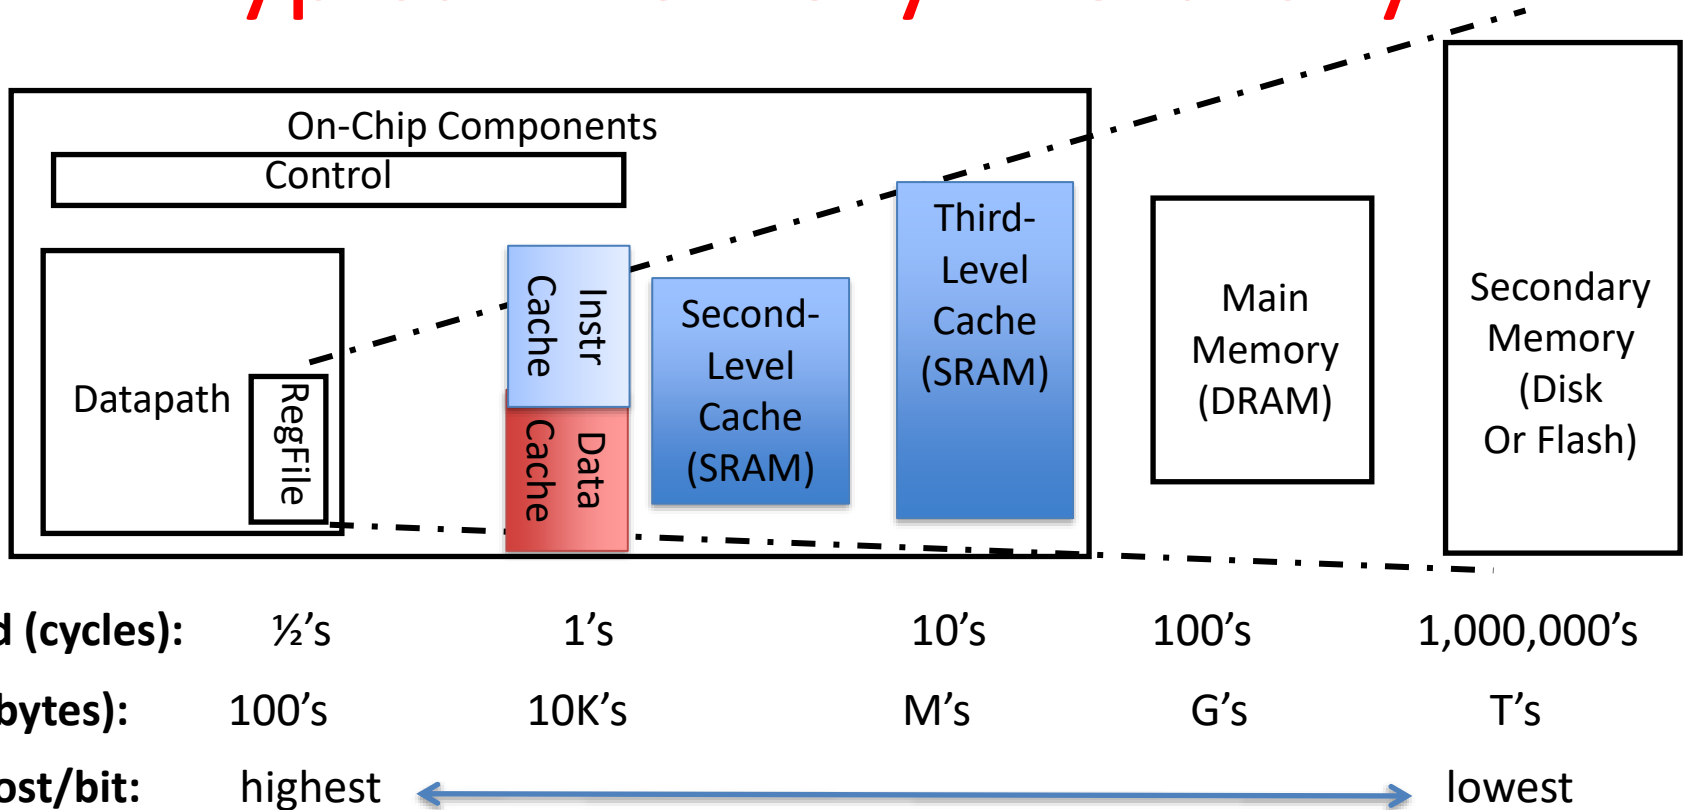 On-Chip Components
Control
Datapath
RegFile
Instr
Cache
Data
Cache
Second-
Level
Cache
(SRAM)
Third-
Level
Cache
(SRAM)
Main
Memory
(DRAM)
Secondary
Memory
(Disk
Or Flash)
(cycles): ½'s 1's 10's 100's 1,000,000's
bytes): 100's 10K's M's G's T's
ost/bit: highest lowest